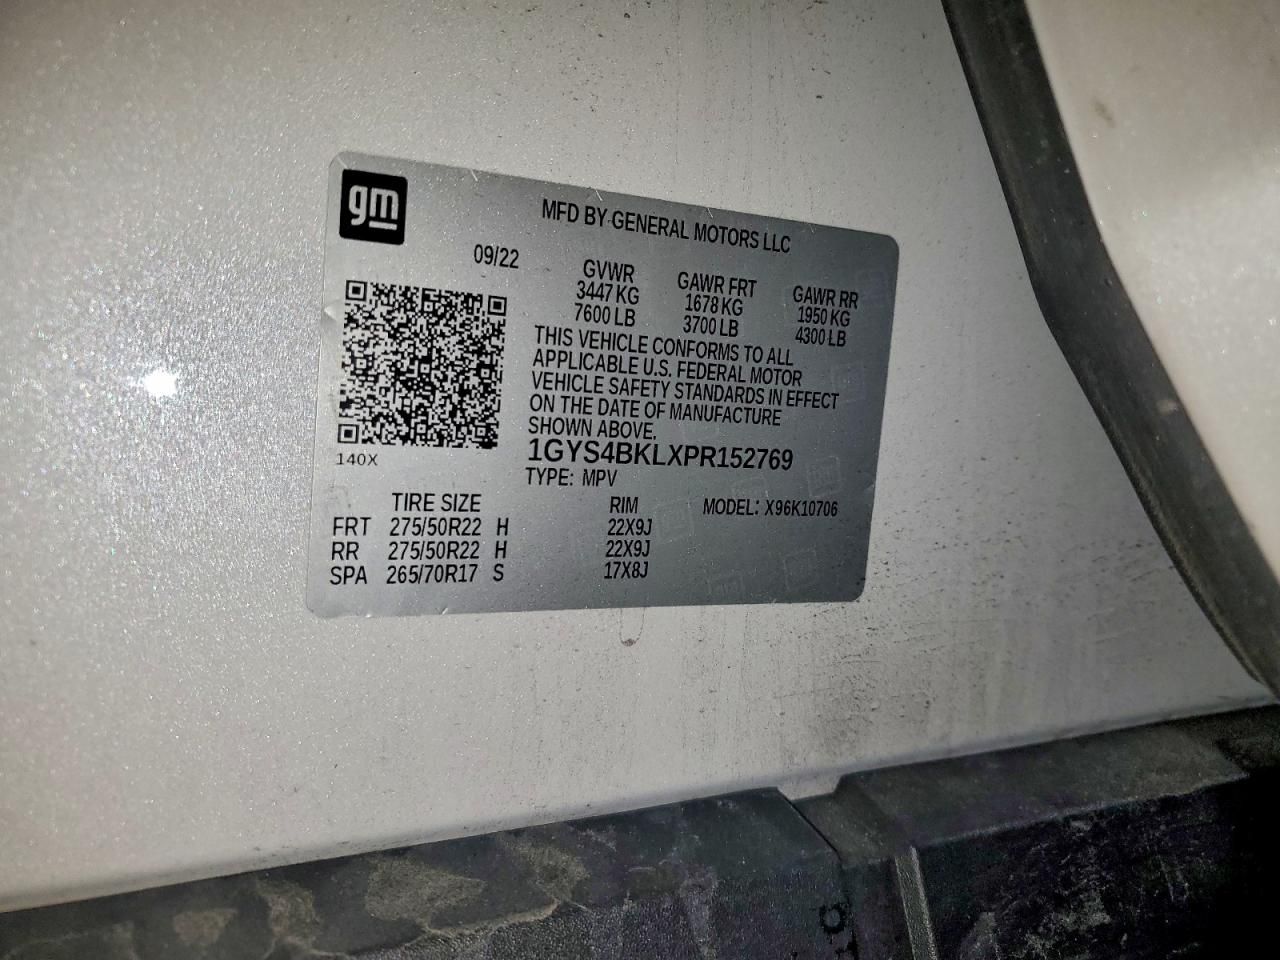 gm
MFD BY GENERAL MOTORS LLC
09/22
GVWR GAWR FRT GAWR RR
3447 KG 1678 KG 1950 KG
7600 LB 3700 LB 4300 LB
THIS VEHICLE CONFORMS TO ALL
APPLICABLE U.S. FEDERAL MOTOR
VEHICLE SAFETY STANDARDS IN EFFECT
ON THE DATE OF MANUFACTURE
SHOWN ABOVE.
1GYS4BKLXPR152769
TYPE: MPV
140X
TIRE SIZE RIM MODEL: X96K10706
FRT 275/50R22 H 22X9J
RR 275/50R22 H 22X9J
SPA 265/70R17 S 17X8J